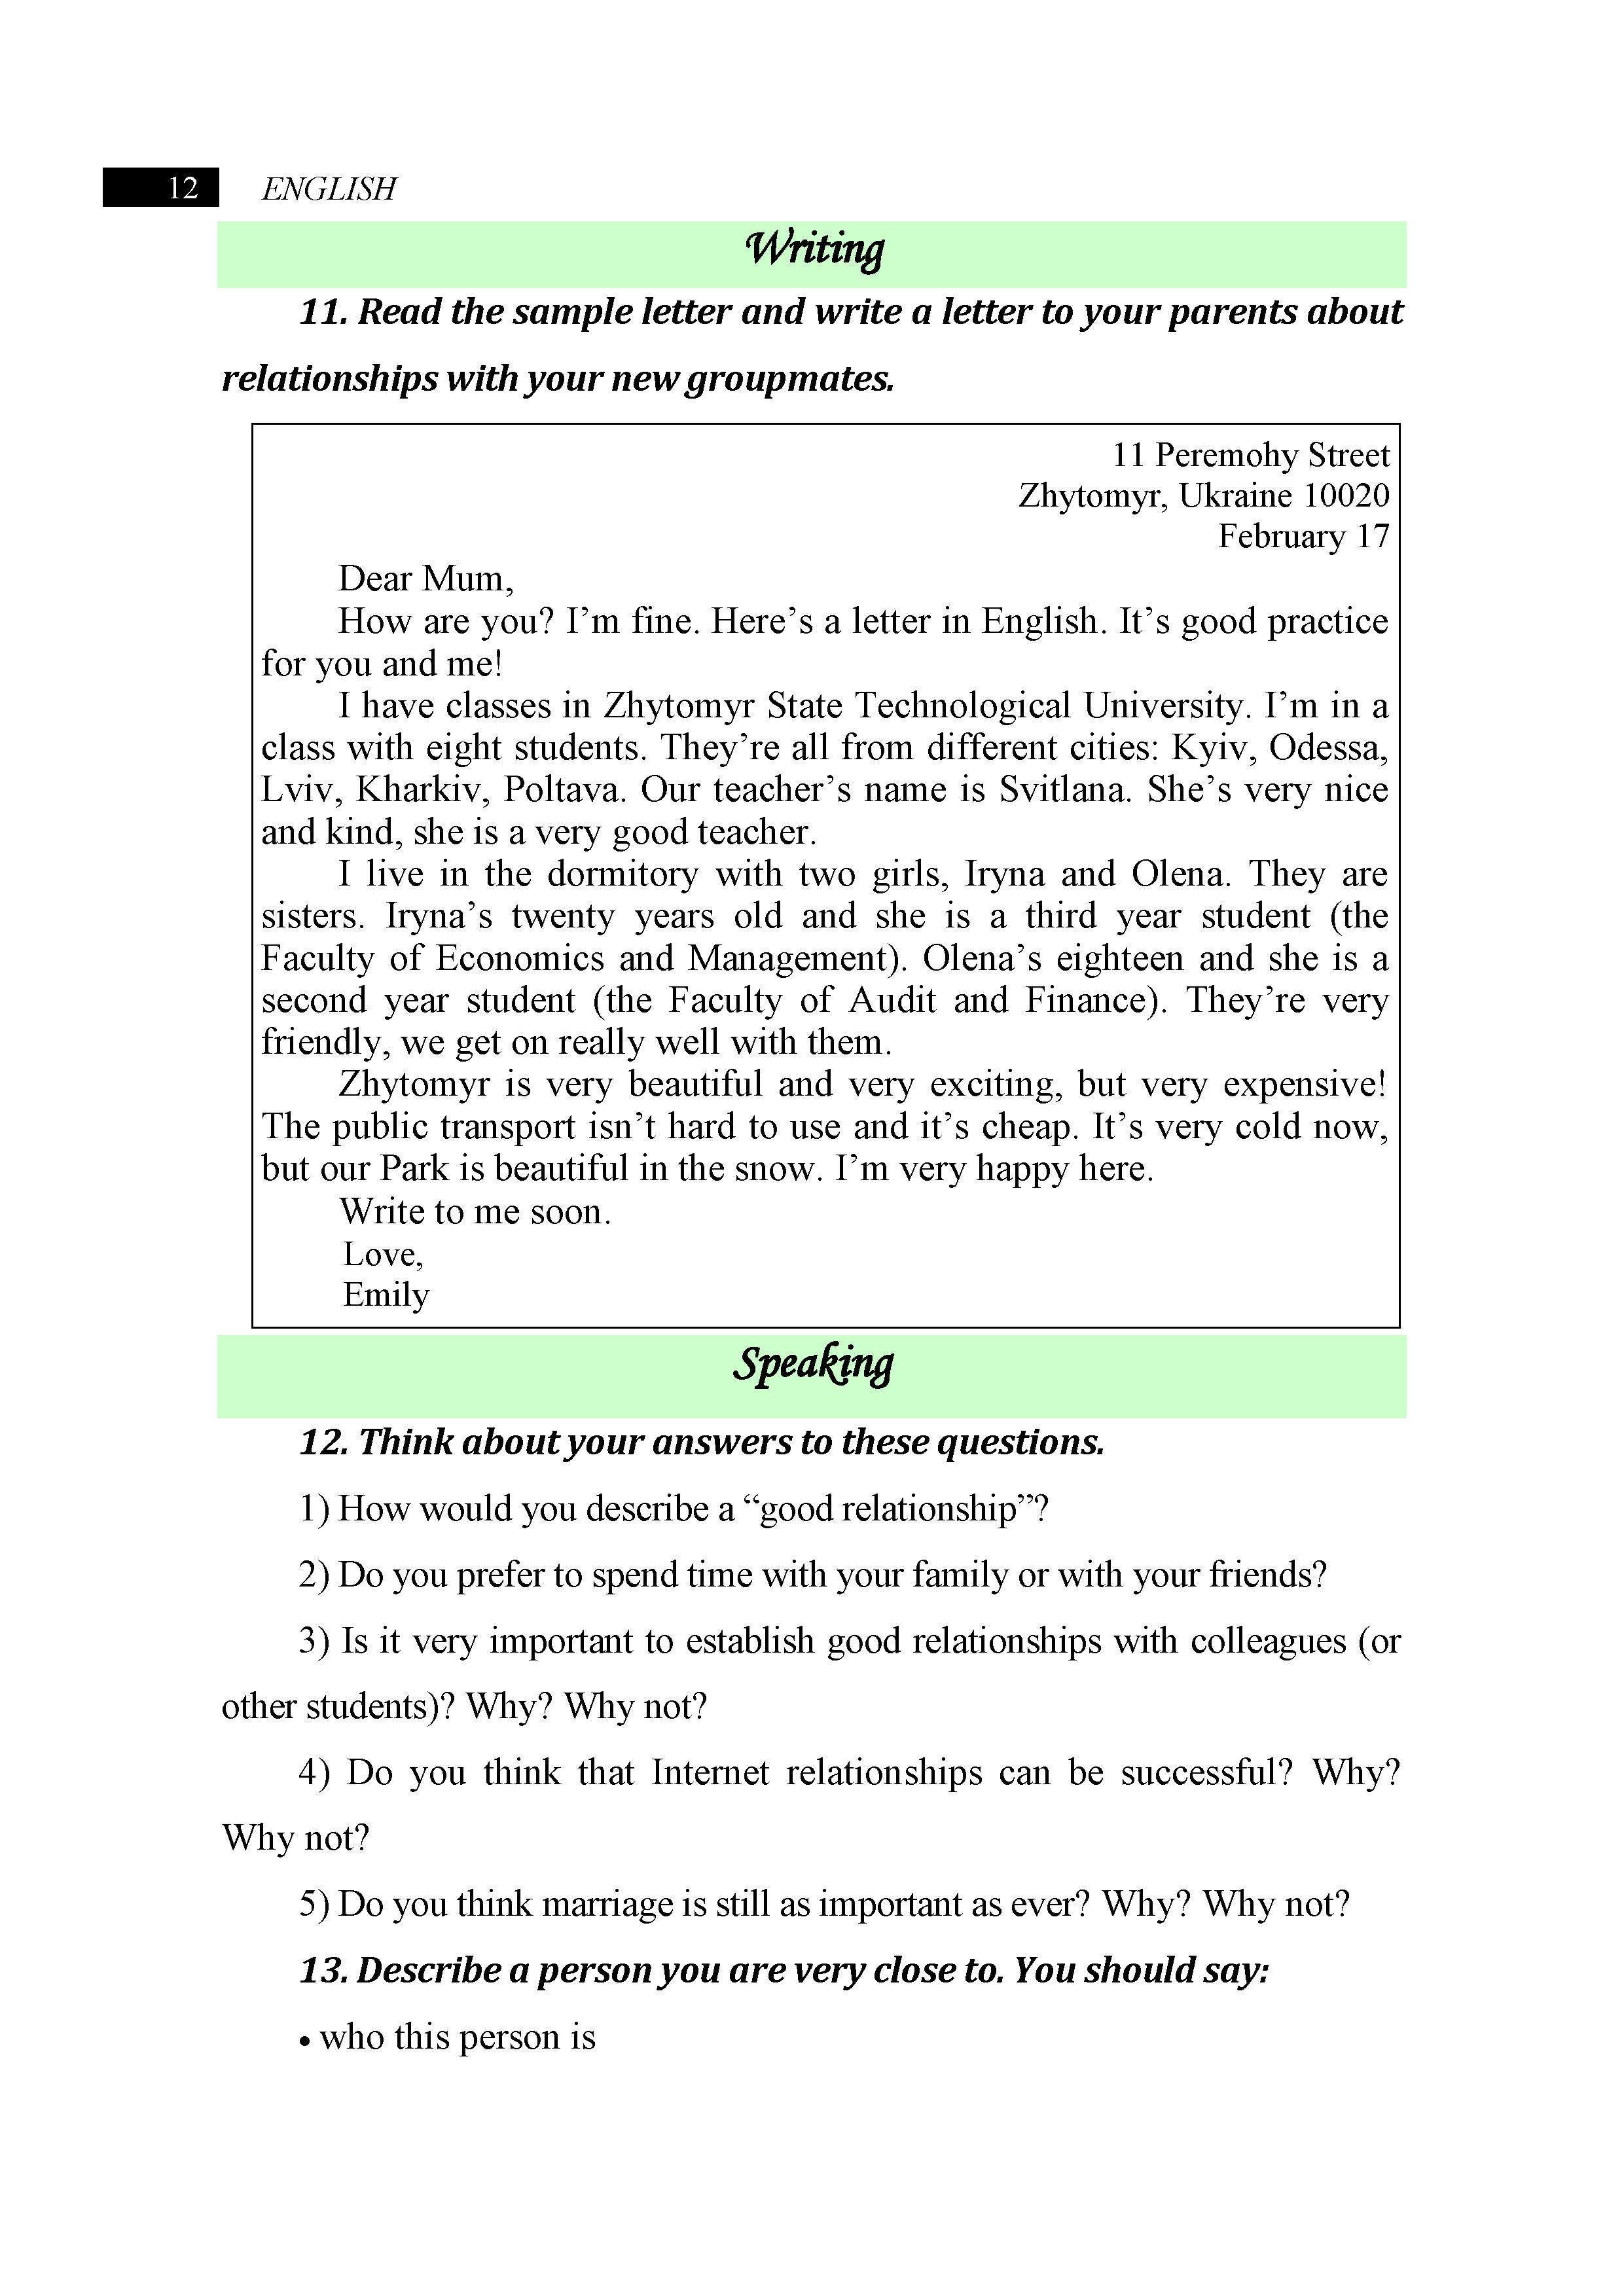 12 ENGLISH
Writing
11. Read the sample letter and write a letter to your parents about
relationships with your new groupmates.
11 Peremohy Street
Zhytomyr, Ukraine 10020
February 17
Dear Mum,
How are you? I’m fine. Here’s a letter in English. It’s good practice
for you and me!
I have classes in Zhytomyr State Technological University. I’m in a
class with eight students. They’re all from different cities: Kyiv, Odessa,
Lviv, Kharkiv, Poltava. Our teacher’s name is Svitlana. She’s very nice
and kind, she is a very good teacher.
I live in the dormitory with two girls, Iryna and Olena. They are
sisters. Iryna’s twenty years old and she is a third year student (the
Faculty of Economics and Management). Olena’s eighteen and she is a
second year student (the Faculty of Audit and Finance). They’re very
friendly, we get on really well with them.
Zhytomyr is very beautiful and very exciting, but very expensive!
The public transport isn’t hard to use and it’s cheap. It’s very cold now,
but our Park is beautiful in the snow. I’m very happy here.
Write to me soon.
Love,
Emily
Speaking
12. Think about your answers to these questions.
1) How would you describe a “good relationship”?
2) Do you prefer to spend time with your family or with your friends?
3) Is it very important to establish good relationships with colleagues (or
other students)? Why? Why not?
4) Do you think that Internet relationships can be successful? Why?
Why not?
5) Do you think marriage is still as important as ever? Why? Why not?
13. Describe a person you are very close to. You should say:
• who this person is